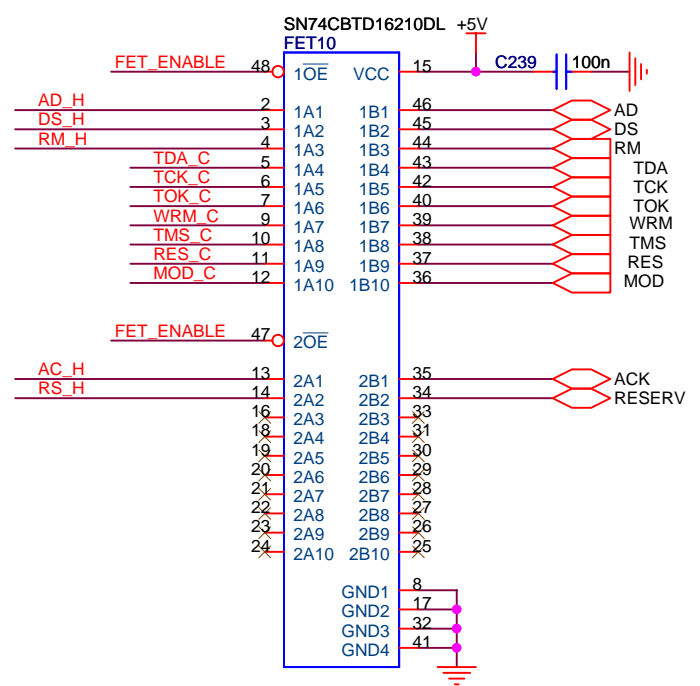 SN74CBTD16210DL +5V
FET10
FET_ENABLE 48 1OE VCC 15 C239 100n
AD_H 2 1A1 1B1 46 AD
DS_H 3 1A2 1B2 45 DS
RM_H 4 1A3 1B3 44 RM
TDA_C 5 1A4 1B4 43 TDA
TCK_C 6 1A5 1B5 42 TCK
TOK_C 7 1A6 1B6 40 TOK
WRM_C 9 1A7 1B7 39 WRM
TMS_C 10 1A8 1B8 38 TMS
RES_C 11 1A9 1B9 37 RES
MOD_C 12 1A10 1B10 36 MOD
FET_ENABLE 47 2OE
AC_H 13 2A1 2B1 35 ACK
RS_H 14 2A2 2B2 34 RESERV
16 2A3 2B3 33
18 2A4 2B4 31
19 2A5 2B5 30
20 2A6 2B6 29
21 2A7 2B7 28
22 2A8 2B8 27
23 2A9 2B9 26
24 2A10 2B10 25
GND1 8
GND2 17
GND3 32
GND4 41